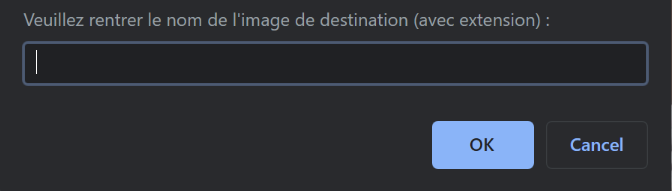 Veuillez rentrer le nom de l'image de destination (avec extension) :
OK
Cancel